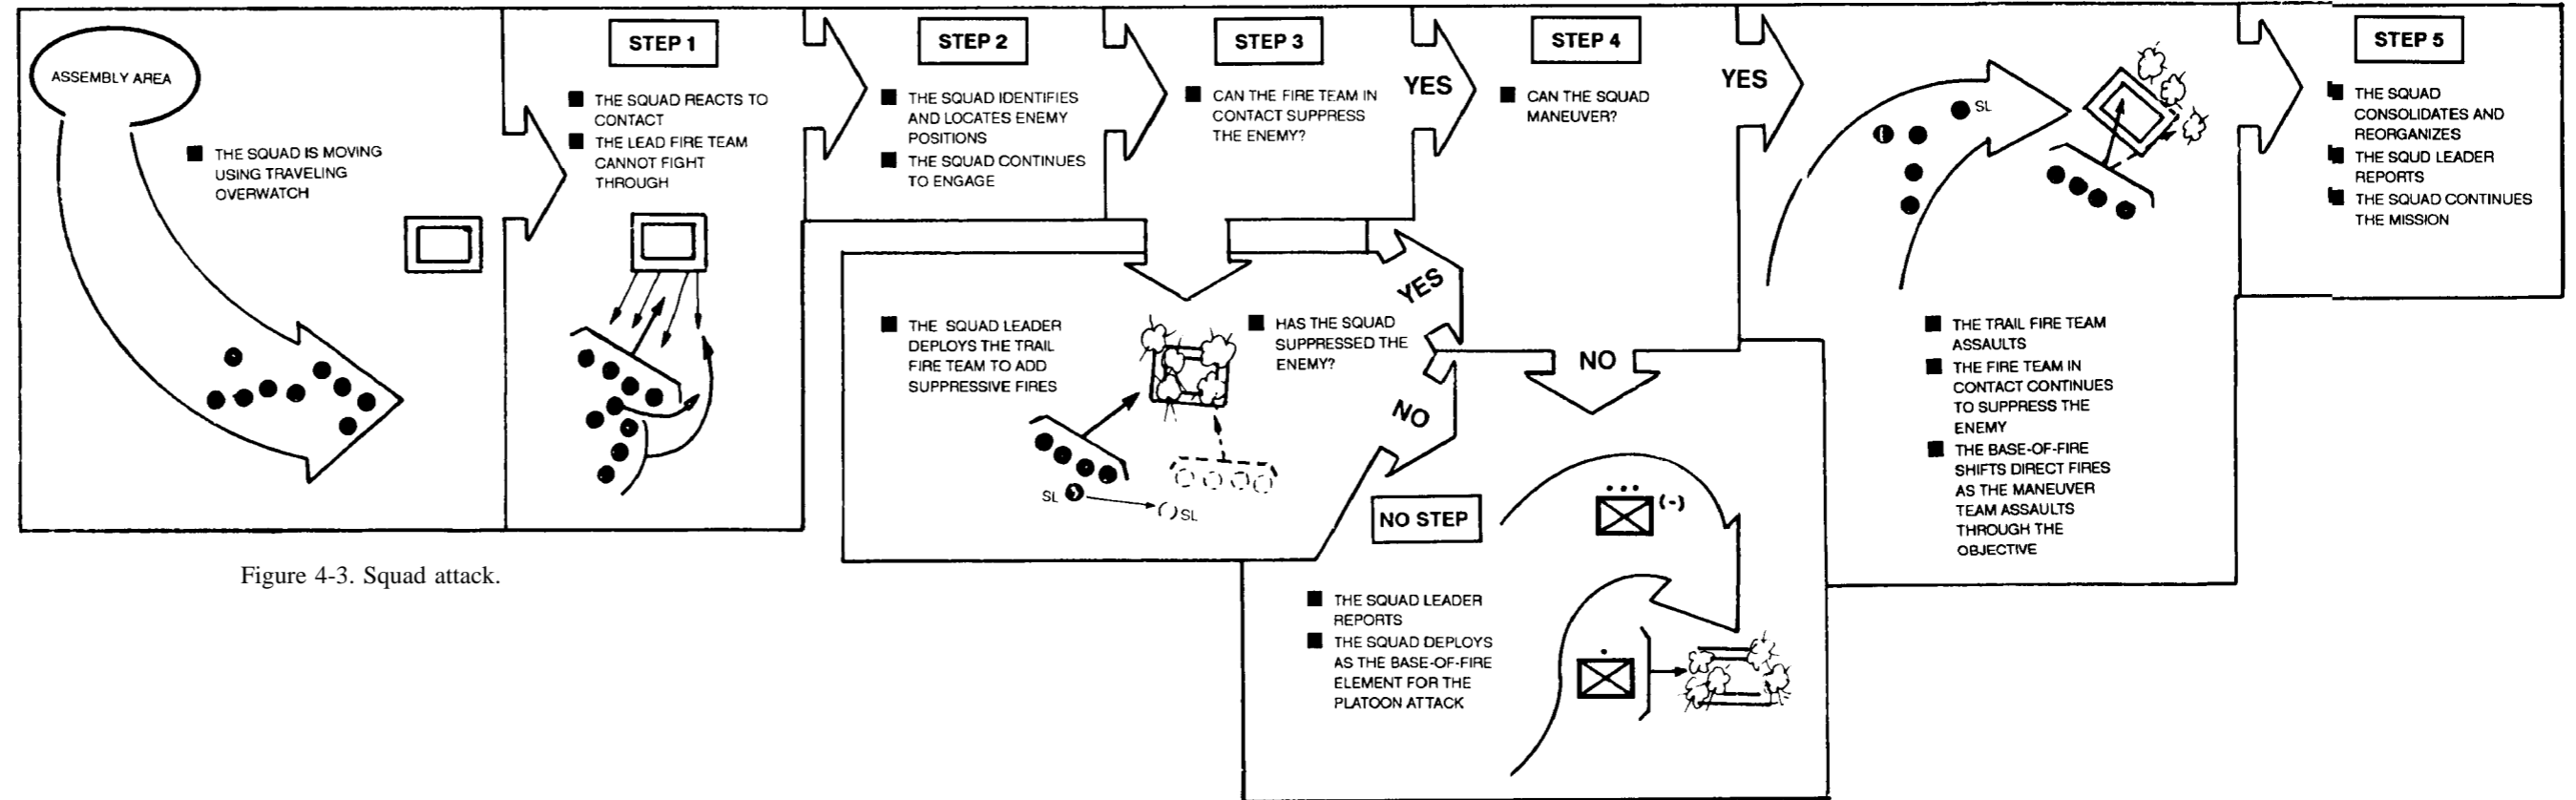 ASSEMBLY AREA
THE SQUAD IS MOVING
USING TRAVELING
OVERWATCH
STEP 1
THE SQUAD REACTS TO
CONTACT
THE LEAD FIRE TEAM
CANNOT FIGHT
THROUGH
STEP 2
THE SQUAD IDENTIFIES
AND LOCATES ENEMY
POSITIONS
THE SQUAD CONTINUES
TO ENGAGE
STEP 3
CAN THE FIRE TEAM IN
CONTACT SUPPRESS
THE ENEMY?
YES
STEP 4
CAN THE SQUAD
MANEUVER?
YES
SL
THE TRAIL FIRE TEAM
ASSAULTS
THE FIRE TEAM IN
CONTACT CONTINUES
TO SUPPRESS THE
ENEMY
THE BASE-OF-FIRE
SHIFTS DIRECT FIRES
AS THE MANEUVER
TEAM ASSAULTS
THROUGH THE
OBJECTIVE
STEP 5
THE SQUAD
CONSOLIDATES AND
REORGANIZES
THE SQUD LEADER
REPORTS
THE SQUAD CONTINUES
THE MISSION
THE SQUAD LEADER
DEPLOYS THE TRAIL
FIRE TEAM TO ADD
SUPPRESSIVE FIRES
HAS THE SQUAD
SUPPRESSED THE
ENEMY?
SL
( ) SL
YES
NO
NO
NO STEP
(-)
THE SQUAD LEADER
REPORTS
THE SQUAD DEPLOYS
AS THE BASE-OF-FIRE
ELEMENT FOR THE
PLATOON ATTACK
Figure 4-3. Squad attack.